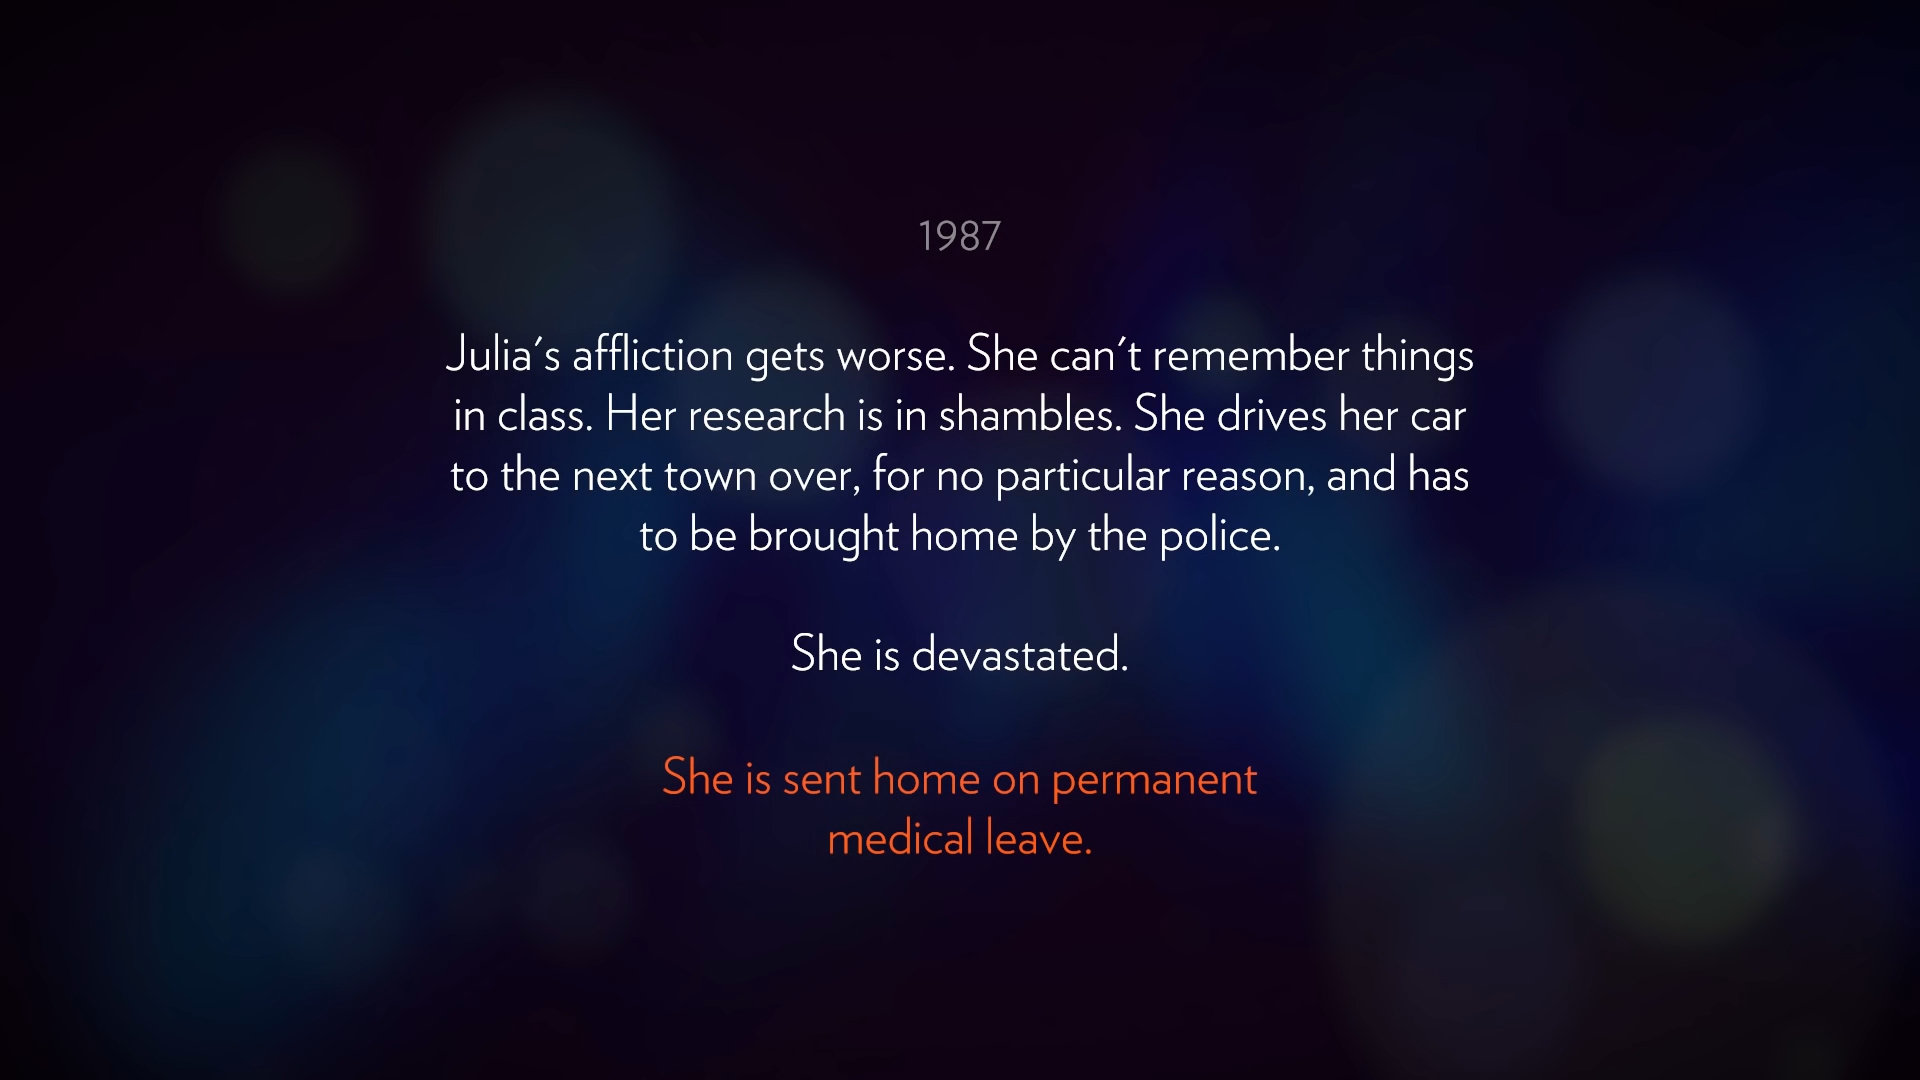 1987
Julia's affliction gets worse. She can't remember things
in class. Her research is in shambles. She drives her car
to the next town over, for no particular reason, and has
to be brought home by the police.
She is devastated.
She is sent home on permanent
medical leave.